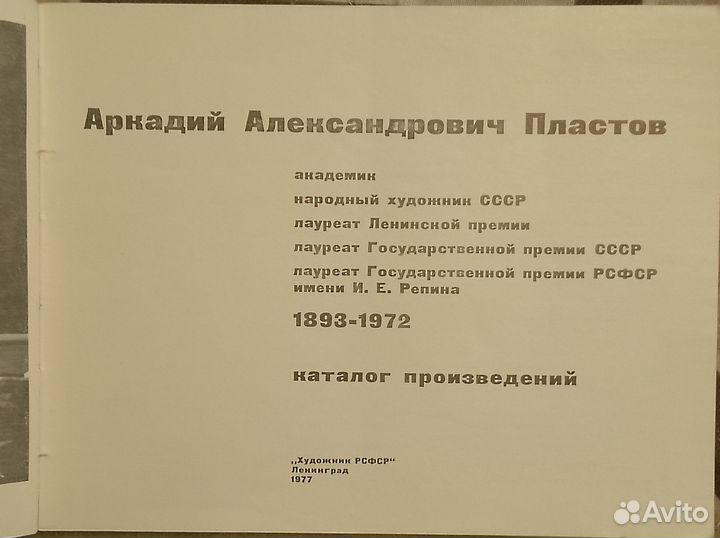 Аркадий Александрович Пластов
академик
народный художник СССР
лауреат Ленинской премии
лауреат Государственной премии СССР
лауреат Государственной премии РСФСР
имени И. Е. Репина
1893-1972
каталог произведений
„Художник РСФСР“
Ленинград
1977
Avito